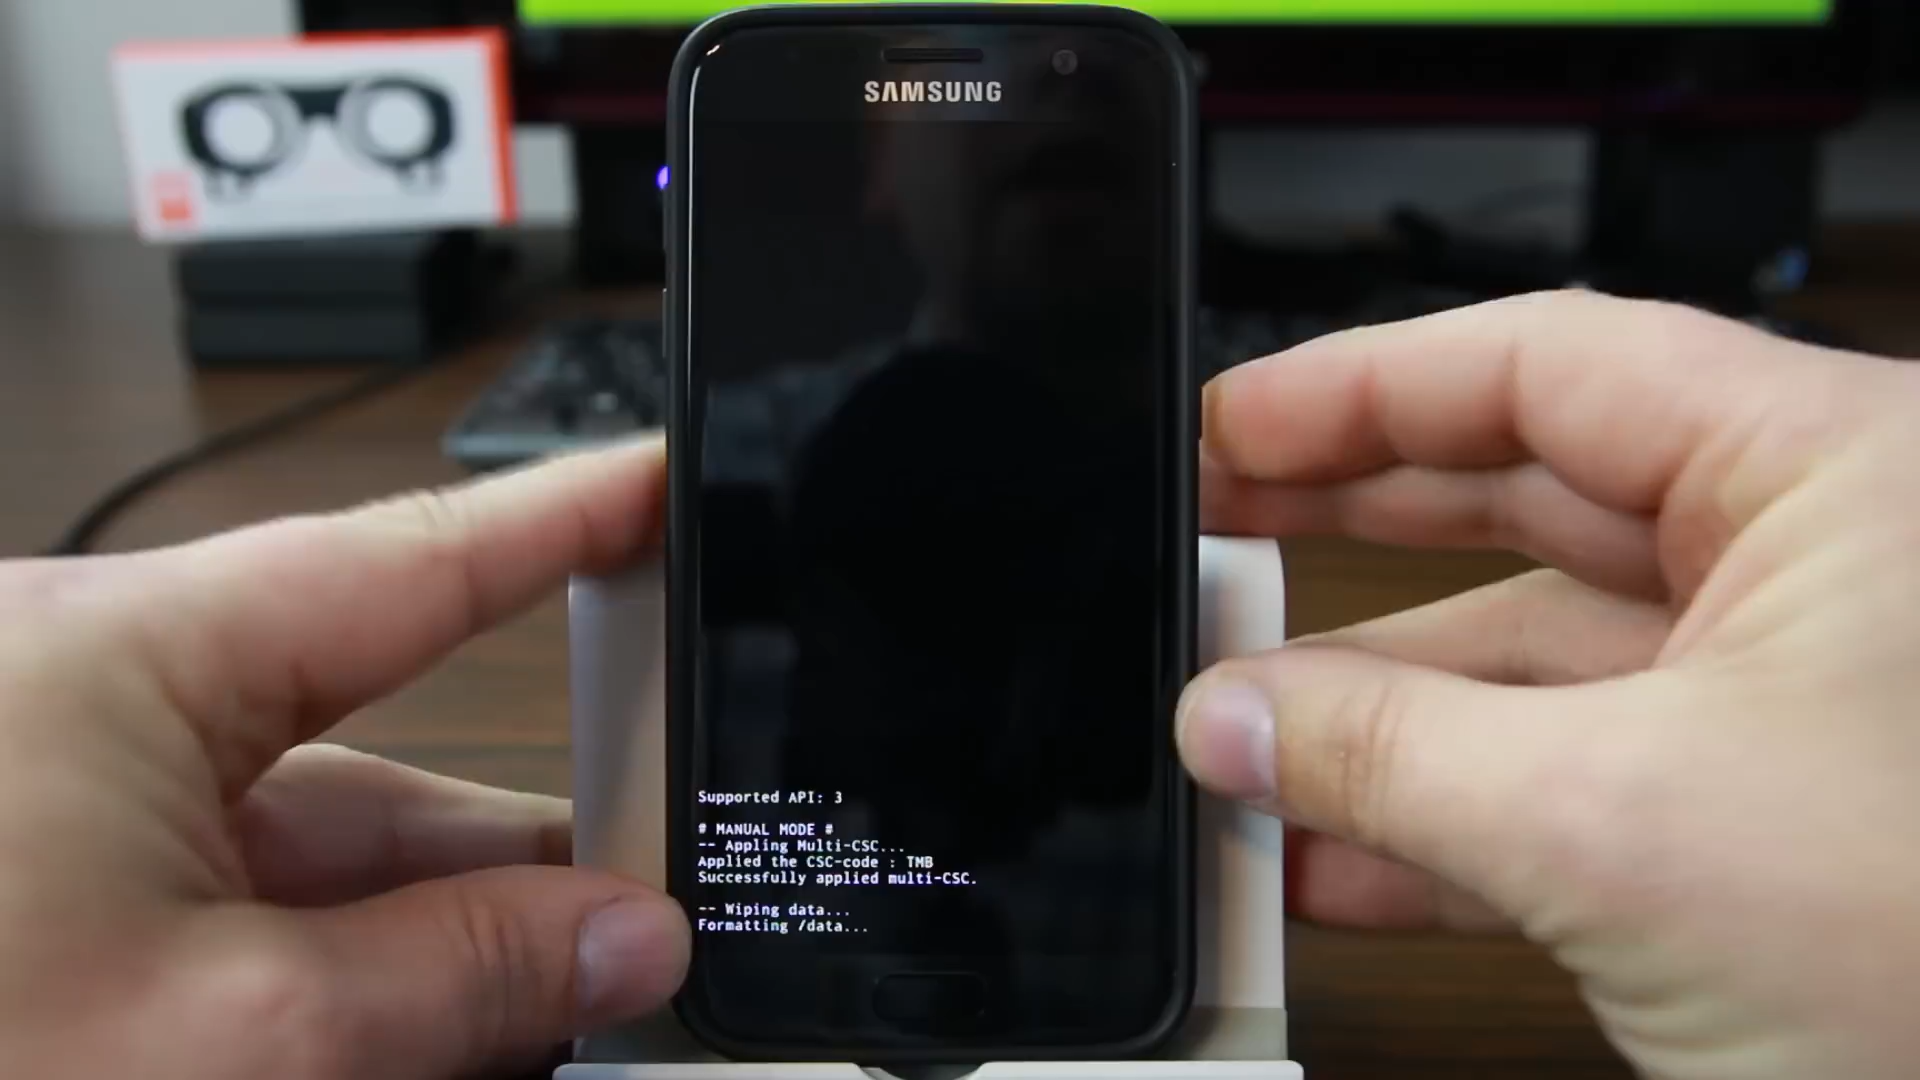 SAMSUNG
Supported API: 3
# MANUAL MODE #
-- Appling Multi-CSC...
Applied the CSC-code : TMB
Successfully applied multi-CSC.
-- Wiping data...
Formatting /data...